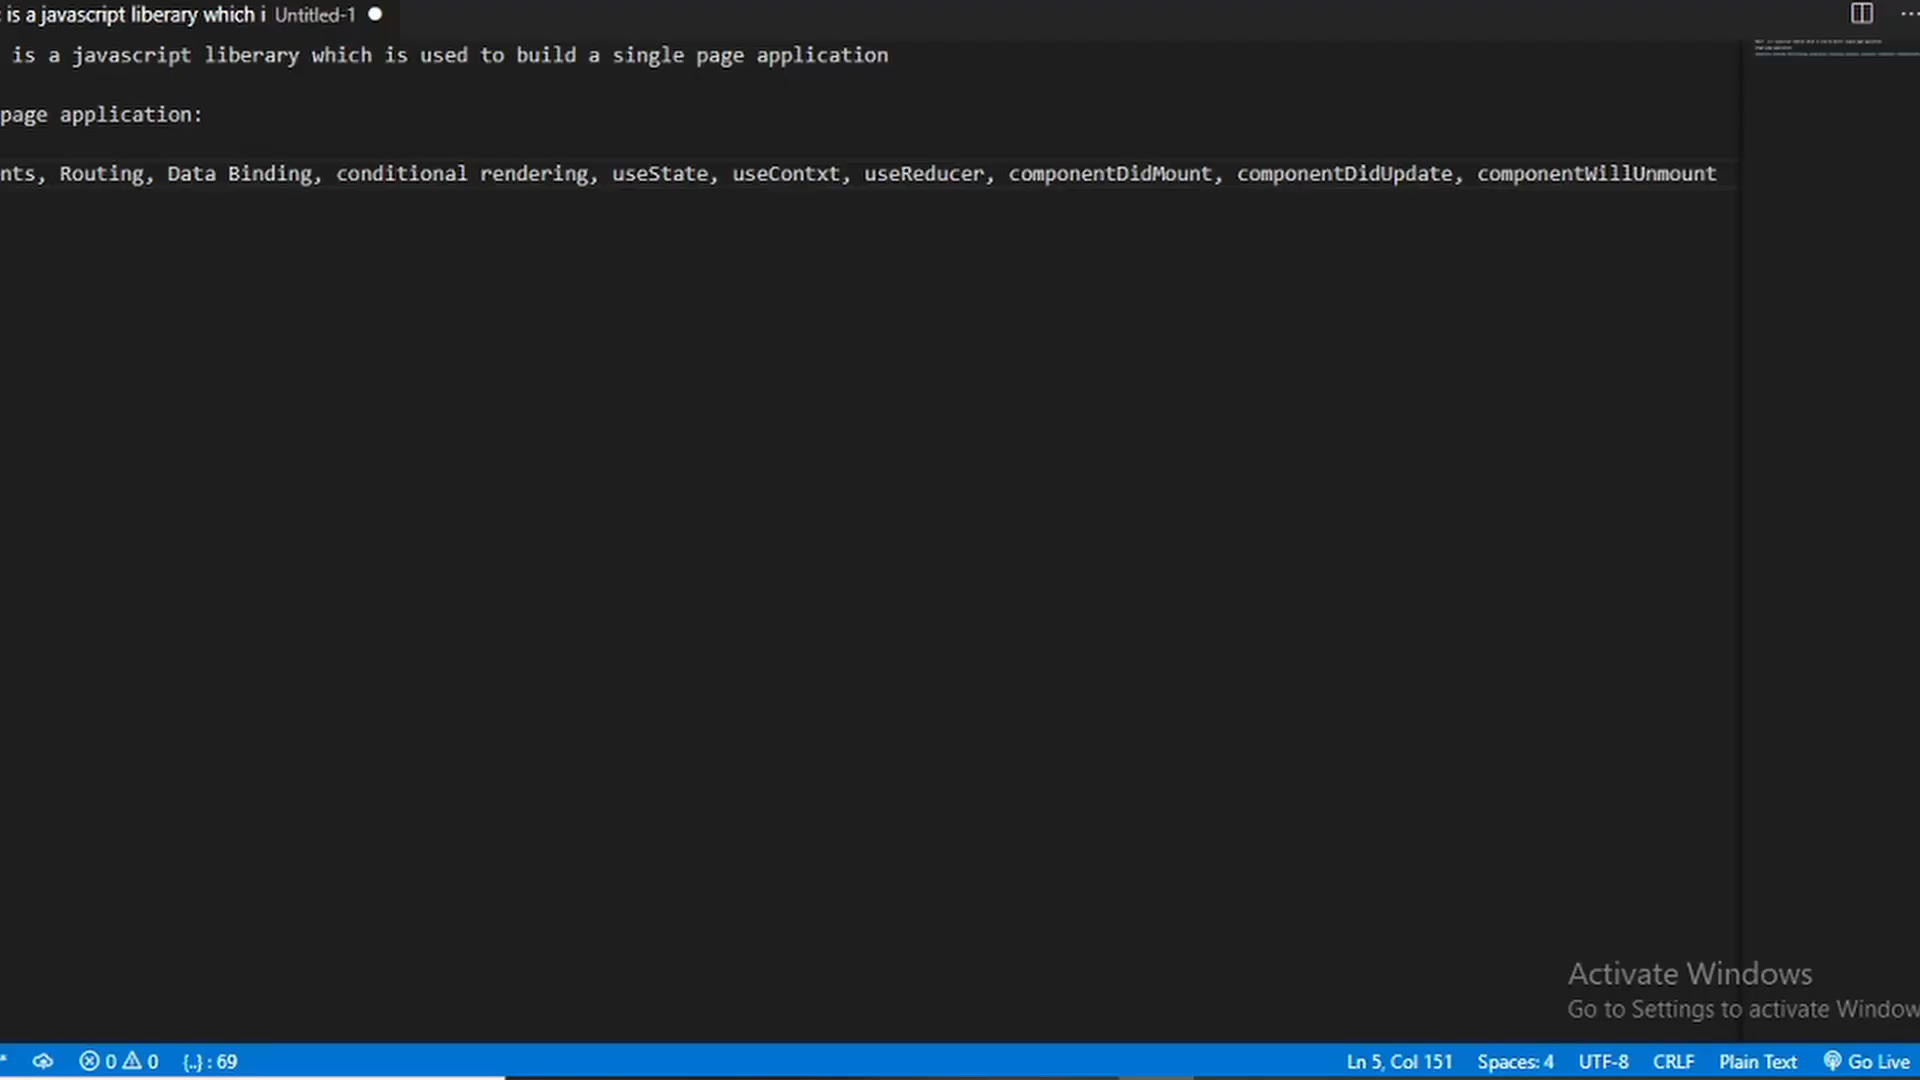 is a javascript liberary which i Untitled-1
is a javascript liberary which is used to build a single page application
page application:
nts, Routing, Data Binding, conditional rendering, useState, useContxt, useReducer, componentDidMount, componentDidUpdate, componentWillUnmount
Activate Windows
Go to Settings to activate Window
0 0 {..} : 69 Ln 5, Col 151 Spaces: 4 UTF-8 CRLF Plain Text Go Live